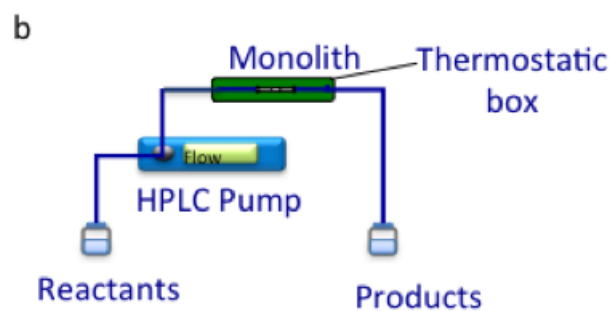 b
Monolith
Thermostatic
box
Flow
HPLC Pump
Reactants
Products